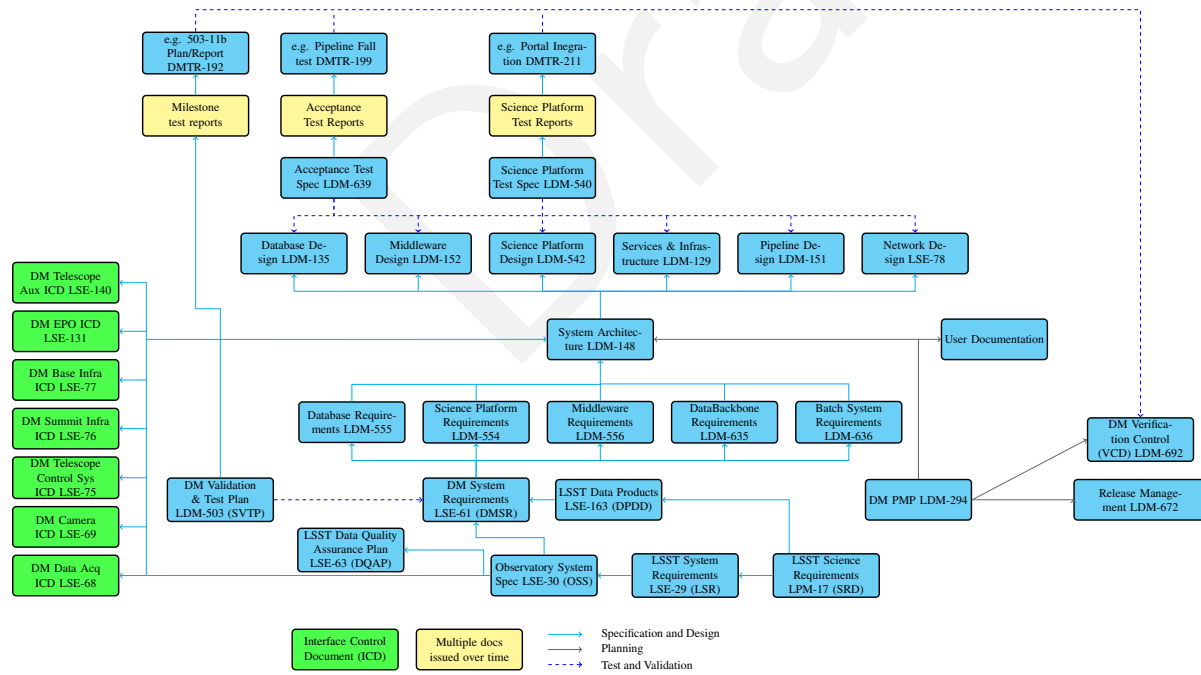 e.g. 503-11b
Plan/Report
DMTR-192
e.g. Pipeline Fall
test DMTR-199
e.g. Portal Inegra-
tion DMTR-211
Milestone
test reports
Acceptance
Test Reports
Science Platform
Test Reports
Acceptance Test
Spec LDM-639
Science Platform
Test Spec LDM-540
Database De-
sign LDM-135
Middleware
Design LDM-152
Science Platform
Design LDM-542
Services & Infras-
tructure LDM-129
Pipeline De-
sign LDM-151
Network De-
sign LSE-78
DM Telescope
Aux ICD LSE-140
DM EPO ICD
LSE-131
DM Base Infra
ICD LSE-77
DM Summit Infra
ICD LSE-76
DM Telescope
Control Sys
ICD LSE-75
DM Camera
ICD LSE-69
DM Data Acq
ICD LSE-68
System Architec-
ture LDM-148
User Documentation
Database Require-
ments LDM-555
Science Platform
Requirements
LDM-554
Middleware
Requirements
LDM-556
DataBackbone
Requirements
LDM-635
Batch System
Requirements
LDM-636
DM Verific-
ation Control
(VCD) LDM-692
DM Validation
& Test Plan
LDM-503 (SVTP)
DM System
Requirements
LSE-61 (DMSR)
LSST Data Products
LSE-163 (DPDD)
DM PMP LDM-294
Release Manage-
ment LDM-672
LSST Data Quality
Assurance Plan
LSE-63 (DQAP)
Observatory System
Spec LSE-30 (OSS)
LSST System
Requirements
LSE-29 (LSR)
LSST Science
Requirements
LPM-17 (SRD)
Interface Control
Document (ICD)
Multiple docs
issued over time
Specification and Design
Planning
Test and Validation